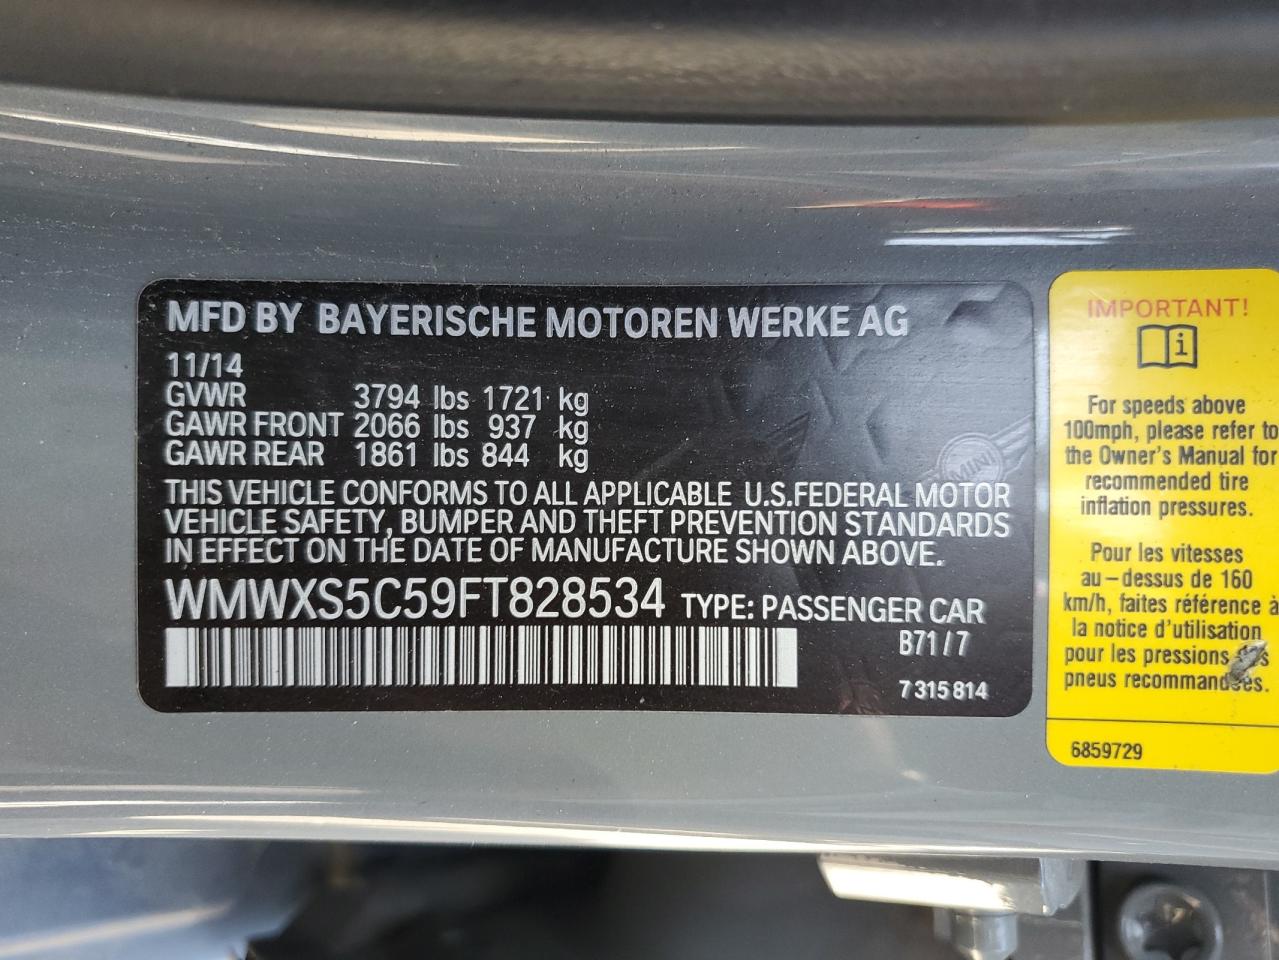 MFD BY BAYERISCHE MOTOREN WERKE AG
11/14
GVWR 3794 lbs 1721 kg
GAWR FRONT 2066 lbs 937 kg
GAWR REAR 1861 lbs 844 kg
MINI
THIS VEHICLE CONFORMS TO ALL APPLICABLE U.S.FEDERAL MOTOR
VEHICLE SAFETY, BUMPER AND THEFT PREVENTION STANDARDS
IN EFFECT ON THE DATE OF MANUFACTURE SHOWN ABOVE.
WMWXS5C59FT828534 TYPE: PASSENGER CAR
B71/7
7 315 814
IMPORTANT!
i
For speeds above
100mph, please refer to
the Owner's Manual for
recommended tire
inflation pressures.
Pour les vitesses
au-dessus de 160
km/h, faites référence à
la notice d'utilisation
pour les pressions des
pneus recommandées.
6859729